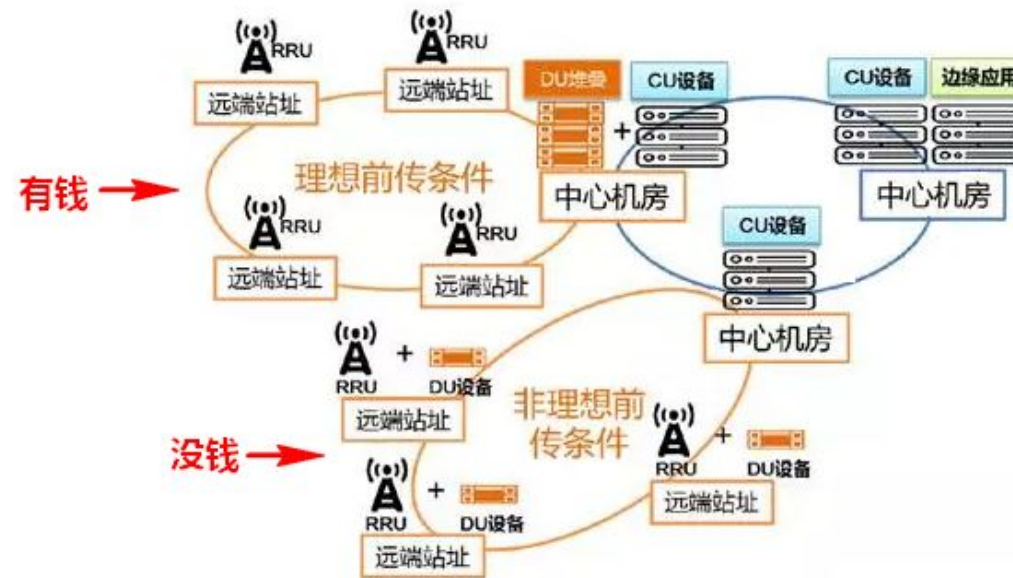 RRU
远端站址
RRU
远端站址
DU堆叠
+
CU设备
CU设备
边缘应用
有钱
理想前传条件
中心机房
中心机房
RRU
远端站址
RRU
远端站址
CU设备
中心机房
RRU
+
DU设备
远端站址
非理想前
传条件
没钱
RRU
+
DU设备
远端站址
RRU
+
DU设备
远端站址